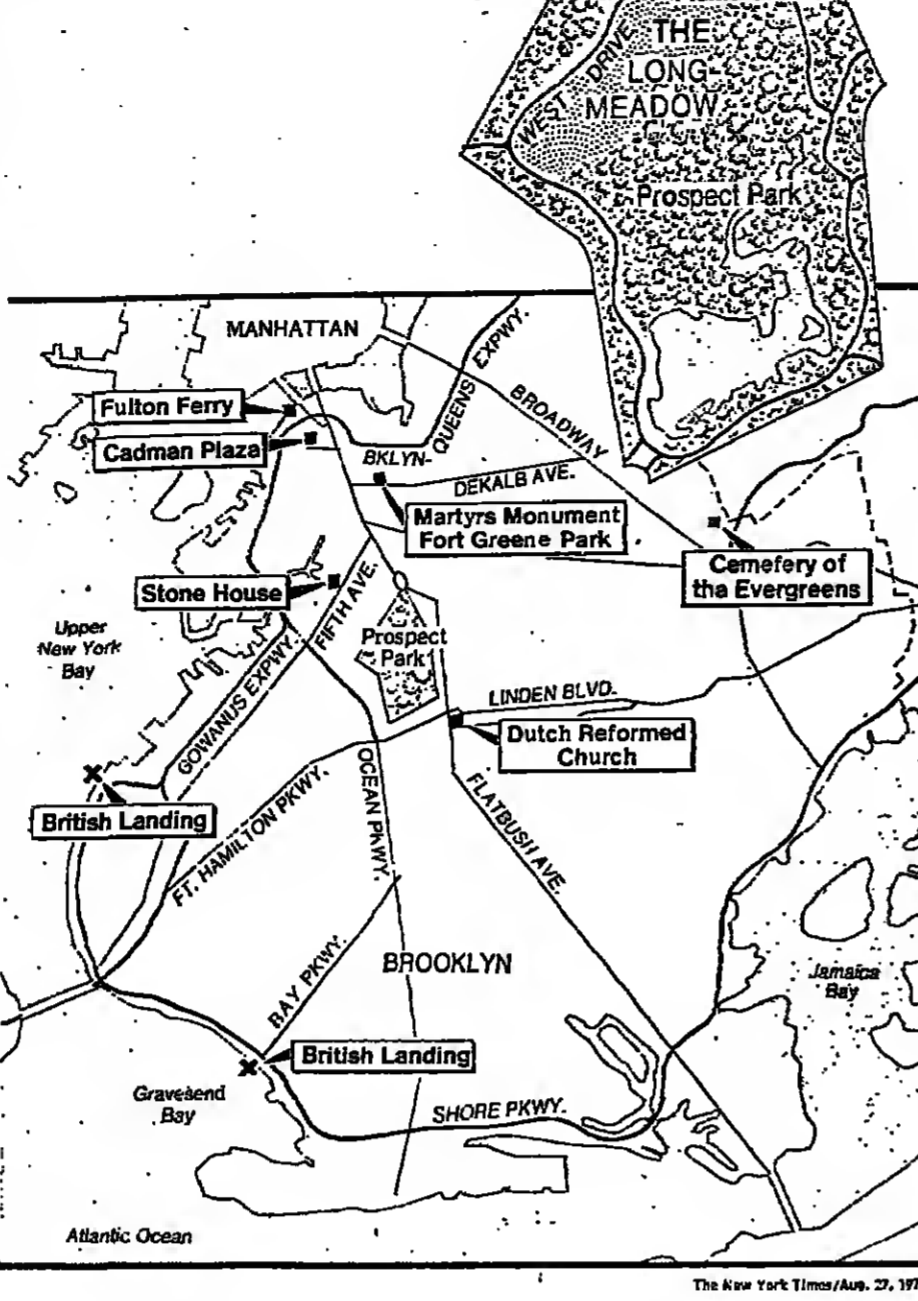 THE
LONG
MEADOW
WEST DRIVE
Prospect Park
MANHATTAN
Fulton Ferry
Cadman Plaza
BKLYN-QUEENS EXPWY.
BROADWAY
DEKALB AVE.
Martyrs Monument
Fort Greene Park
Cemefery of
tha Evergreens
Stone House
FIFTH AVE.
Upper
New York
Bay
Prospect
Park
GOWANUS EXPWY.
LINDEN BLVD.
Dutch Reformed
Church
British Landing
FT. HAMILTON PKWY.
OCEAN PKWY.
FLATBUSH AVE.
BAY PKWY.
BROOKLYN
Jamaica
Bay
British Landing
Gravesend
Bay
SHORE PKWY.
Atlantic Ocean
The New York Times/Aug. 27, 197